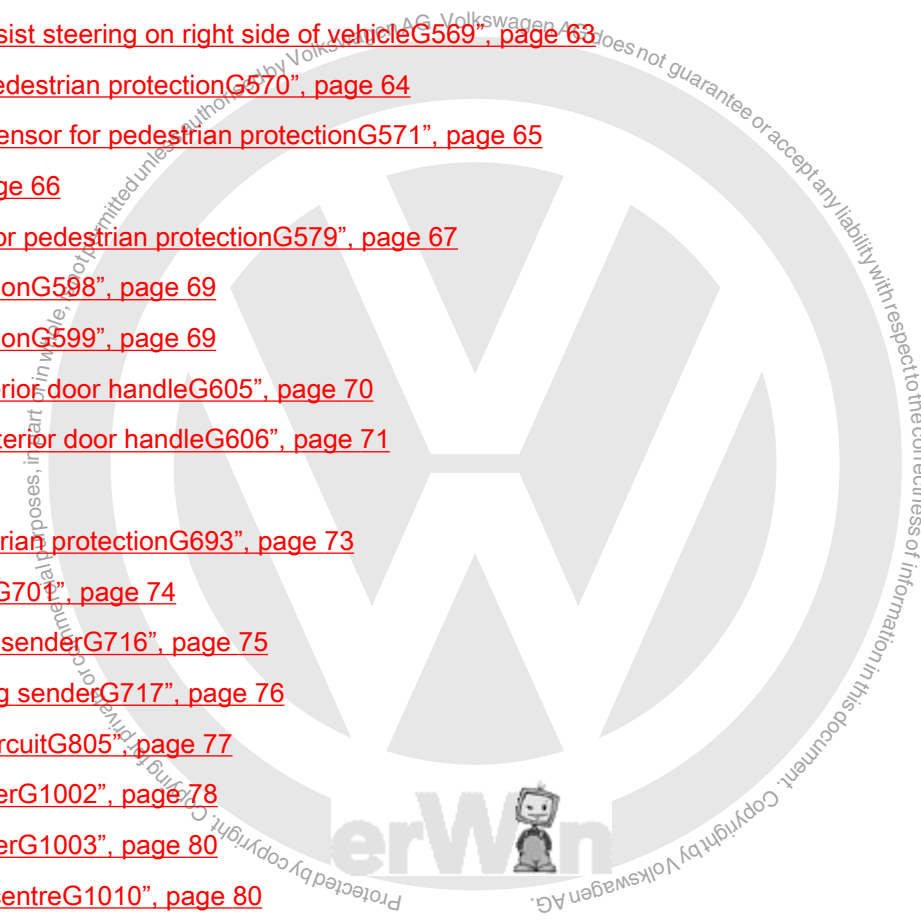 sist steering on right side of vehicleG569”, page 63
edestrian protectionG570”, page 64
ensor for pedestrian protectionG571”, page 65
ge 66
or pedestrian protectionG579”, page 67
onG598”, page 69
onG599”, page 69
erior door handleG605”, page 70
terior door handleG606”, page 71
rian protectionG693”, page 73
G701”, page 74
senderG716”, page 75
g senderG717”, page 76
rcuitG805”, page 77
erG1002”, page 78
erG1003”, page 80
centreG1010”, page 80
erWin
Protected by copyright. Copying for private or commercial purposes, in part or in whole, is not permitted unless authorised by Volkswagen AG. Volkswagen AG does not guarantee or accept any liability with respect to the correctness of information in this document. Copyright by Volkswagen AG.